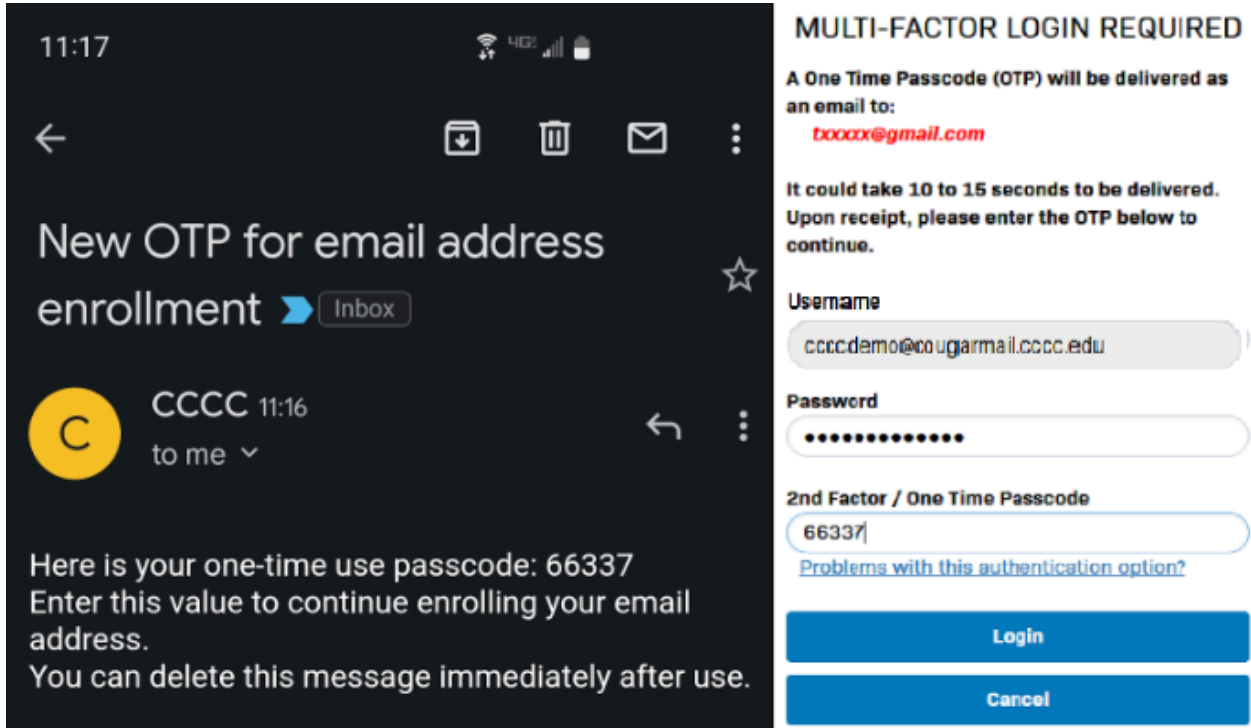 11:17
4GE
New OTP for email address
enrollment Inbox
C
CCCC 11:16
to me
Here is your one-time use passcode: 66337
Enter this value to continue enrolling your email
address.
You can delete this message immediately after use.
MULTI-FACTOR LOGIN REQUIRED
A One Time Passcode (OTP) will be delivered as
an email to:
txxxxx@gmail.com
It could take 10 to 15 seconds to be delivered.
Upon receipt, please enter the OTP below to
continue.
Username
ccccdemo@cougarmail.cccc.edu
Password
2nd Factor / One Time Passcode
66337
Problems with this authentication option?
Login
Cancel